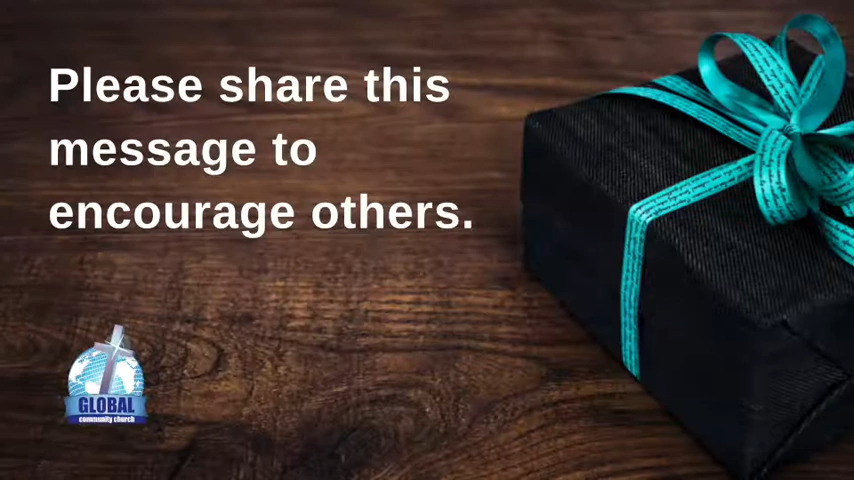 Please share this
message to
encourage others.
GLOBAL
community church